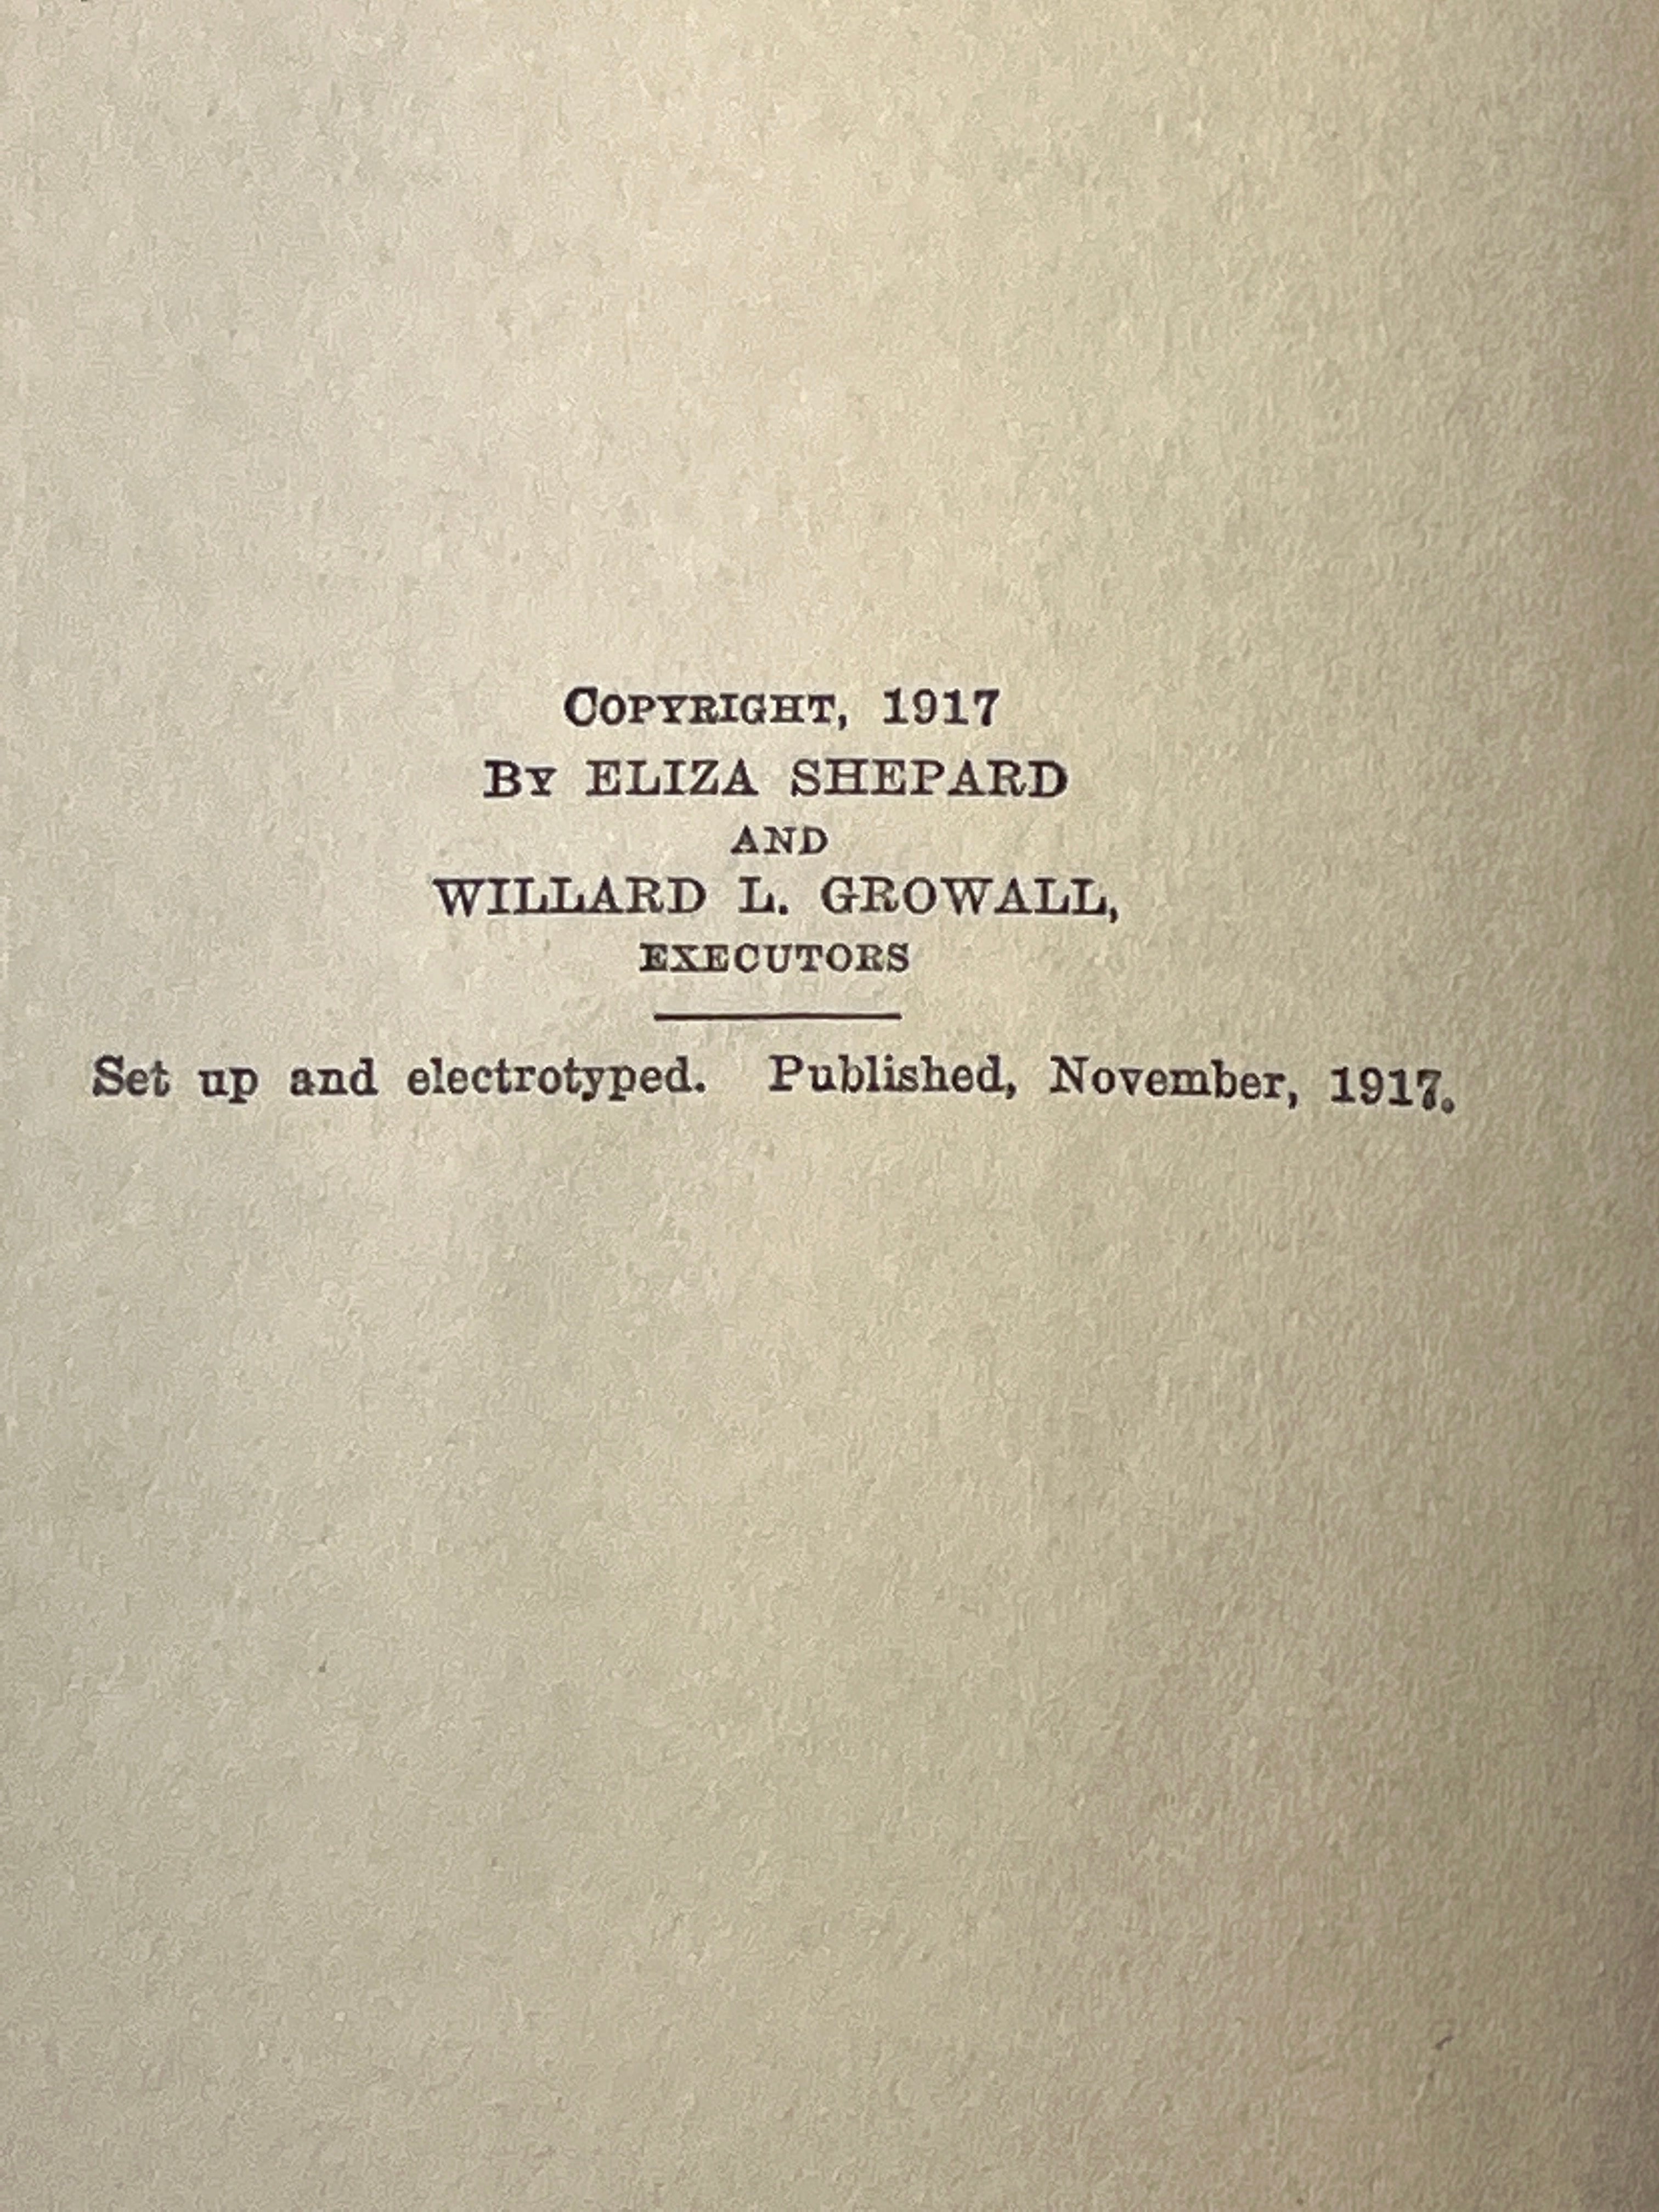 COPYRIGHT, 1917
BY ELIZA SHEPARD
AND
WILLARD L. GROWALL,
EXECUTORS
Set up and electrotyped. Published, November, 1917.